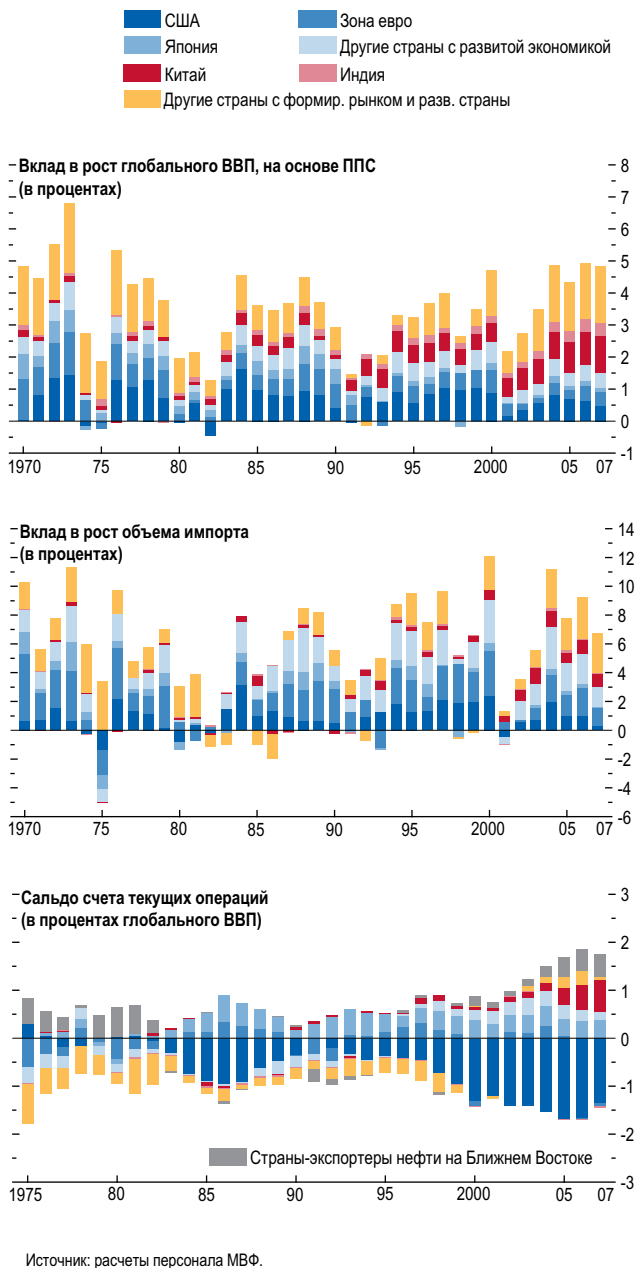 США
Зона евро
Япония
Другие страны с развитой экономикой
Китай
Индия
Другие страны с формир. рынком и разв. страны
Вклад в рост глобального ВВП, на основе ППС
(в процентах)
8
7
6
5
4
3
2
1
0
-1
1970 75 80 85 90 95 2000 05 07
Вклад в рост объема импорта
(в процентах)
14
12
10
8
6
4
2
0
-2
-4
-6
1970 75 80 85 90 95 2000 05 07
Сальдо счета текущих операций
(в процентах глобального ВВП)
3
2
1
0
-1
-2
-3
Страны-экспортеры нефти на Ближнем Востоке
1975 80 85 90 95 2000 05 07
Источник: расчеты персонала МВФ.